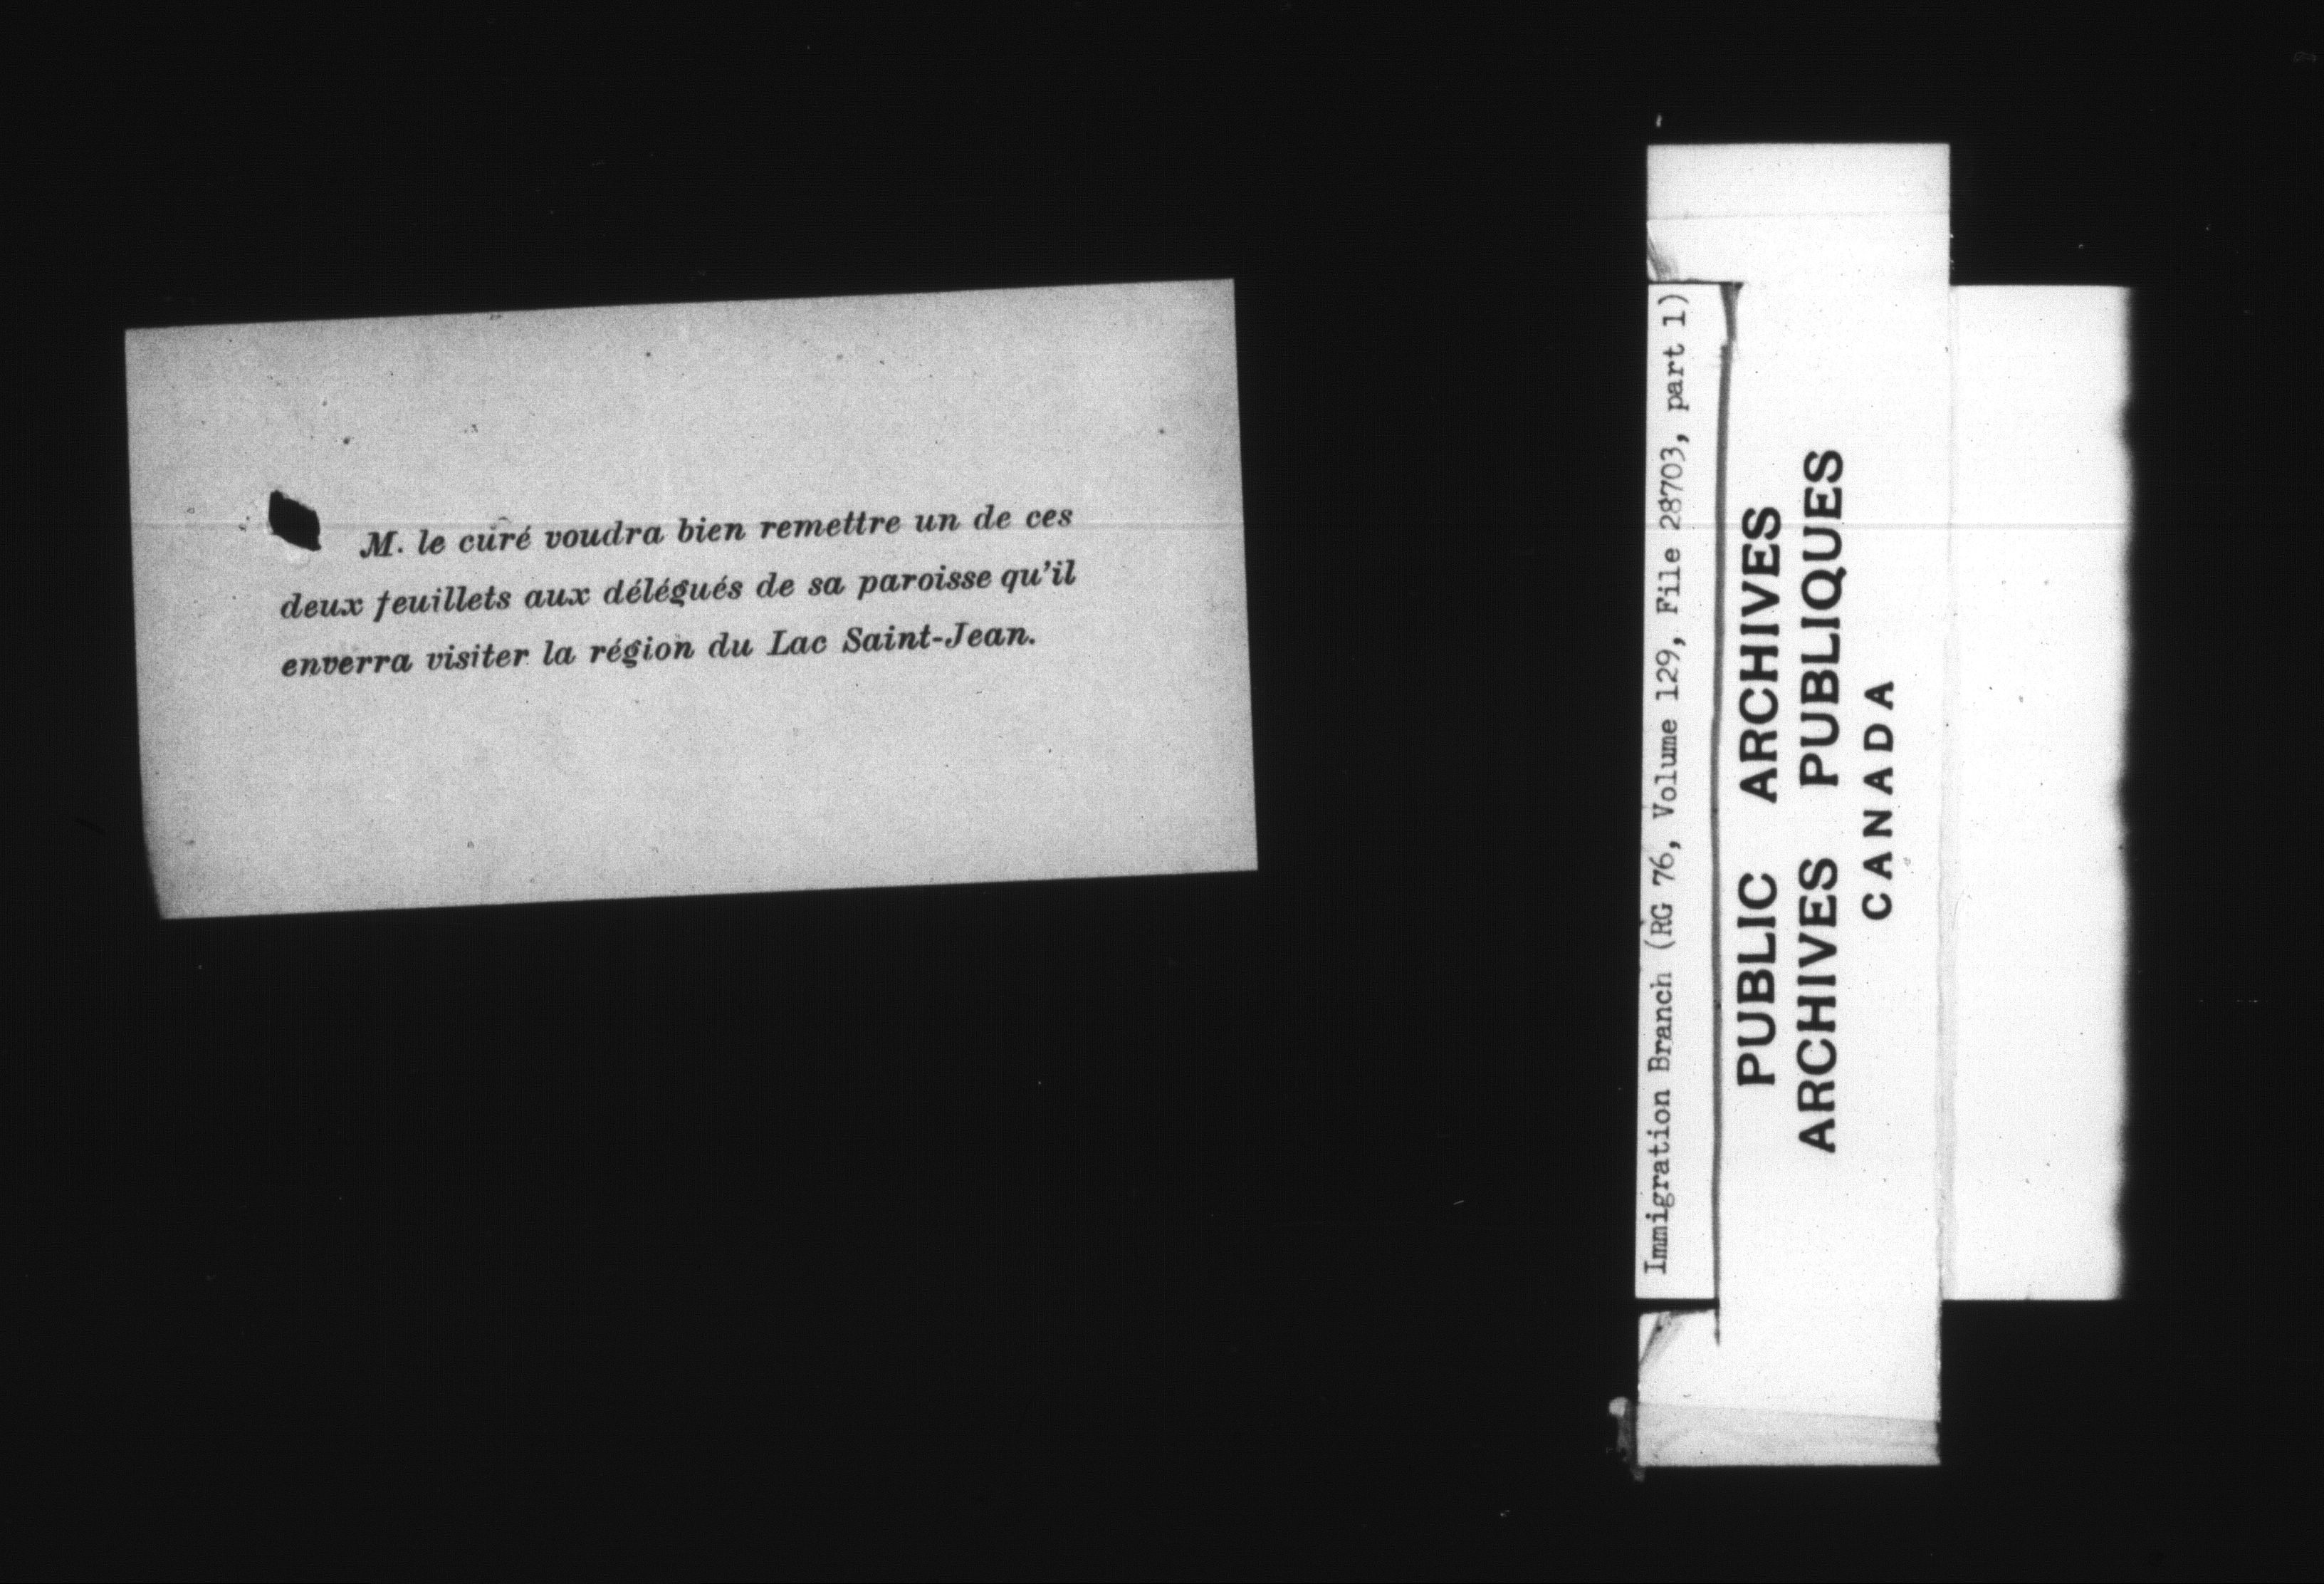 M. le curé voudra bien remettre un de ces
deux feuillets aux délégués de sa paroisse qu'il
enverra visiter la région du Lac Saint-Jean.
Immigration Branch (RG 76, Volume 129, File 28703, part 1)
PUBLIC ARCHIVES
ARCHIVES PUBLIQUES
CANADA